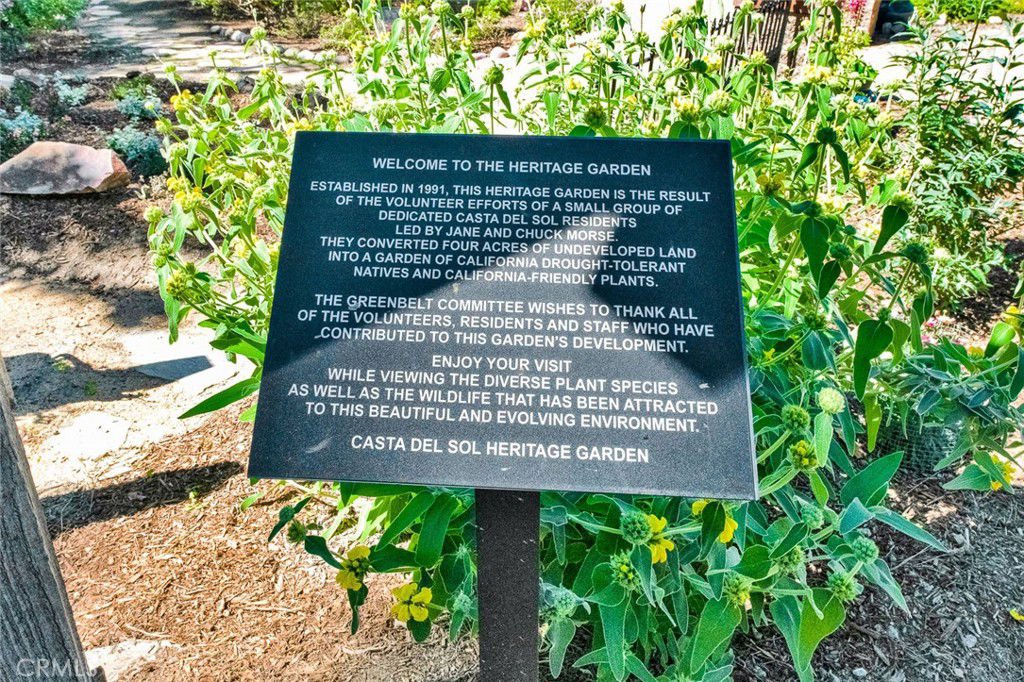 WELCOME TO THE HERITAGE GARDEN
ESTABLISHED IN 1991, THIS HERITAGE GARDEN IS THE RESULT
OF THE VOLUNTEER EFFORTS OF A SMALL GROUP OF
DEDICATED CASTA DEL SOL RESIDENTS
LED BY JANE AND CHUCK MORSE.
THEY CONVERTED FOUR ACRES OF UNDEVELOPED LAND
INTO A GARDEN OF CALIFORNIA DROUGHT-TOLERANT
NATIVES AND CALIFORNIA-FRIENDLY PLANTS.
THE GREENBELT COMMITTEE WISHES TO THANK ALL
OF THE VOLUNTEERS, RESIDENTS AND STAFF WHO HAVE
CONTRIBUTED TO THIS GARDEN'S DEVELOPMENT.
ENJOY YOUR VISIT
WHILE VIEWING THE DIVERSE PLANT SPECIES
AS WELL AS THE WILDLIFE THAT HAS BEEN ATTRACTED
TO THIS BEAUTIFUL AND EVOLVING ENVIRONMENT.
CASTA DEL SOL HERITAGE GARDEN
CRMLS